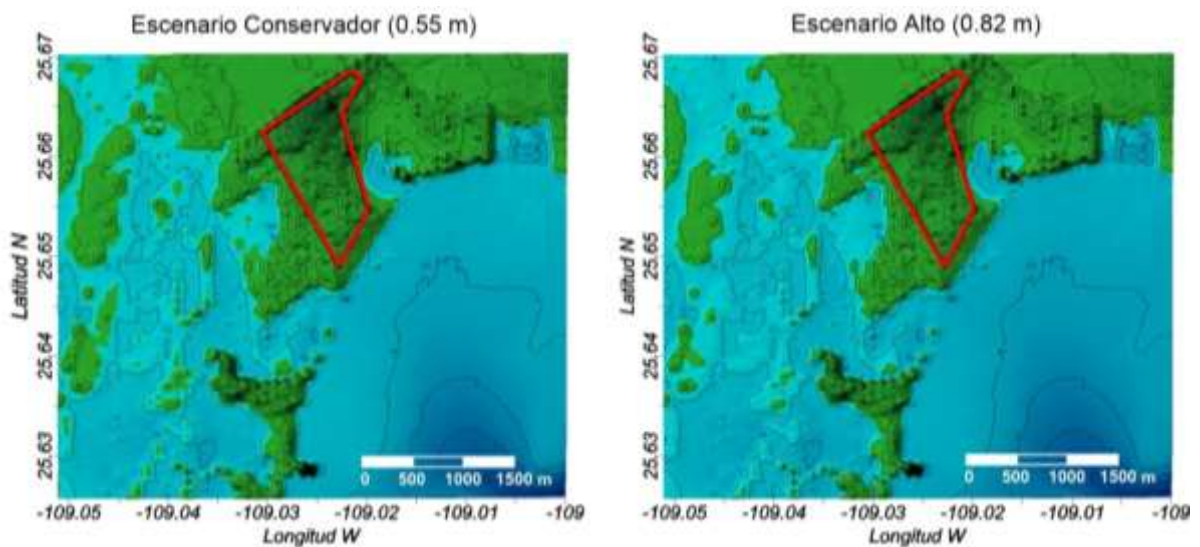 Escenario Conservador (0.55 m)
25.67
25.66
25.65
25.64
25.63
Latitud N
0 500 1000 1500 m
-109.05 -109.04 -109.03 -109.02 -109.01 -109
Longitud W
Escenario Alto (0.82 m)
25.67
25.66
25.65
25.64
25.63
Latitud N
0 500 1000 1500 m
-109.05 -109.04 -109.03 -109.02 -109.01 -109
Longitud W